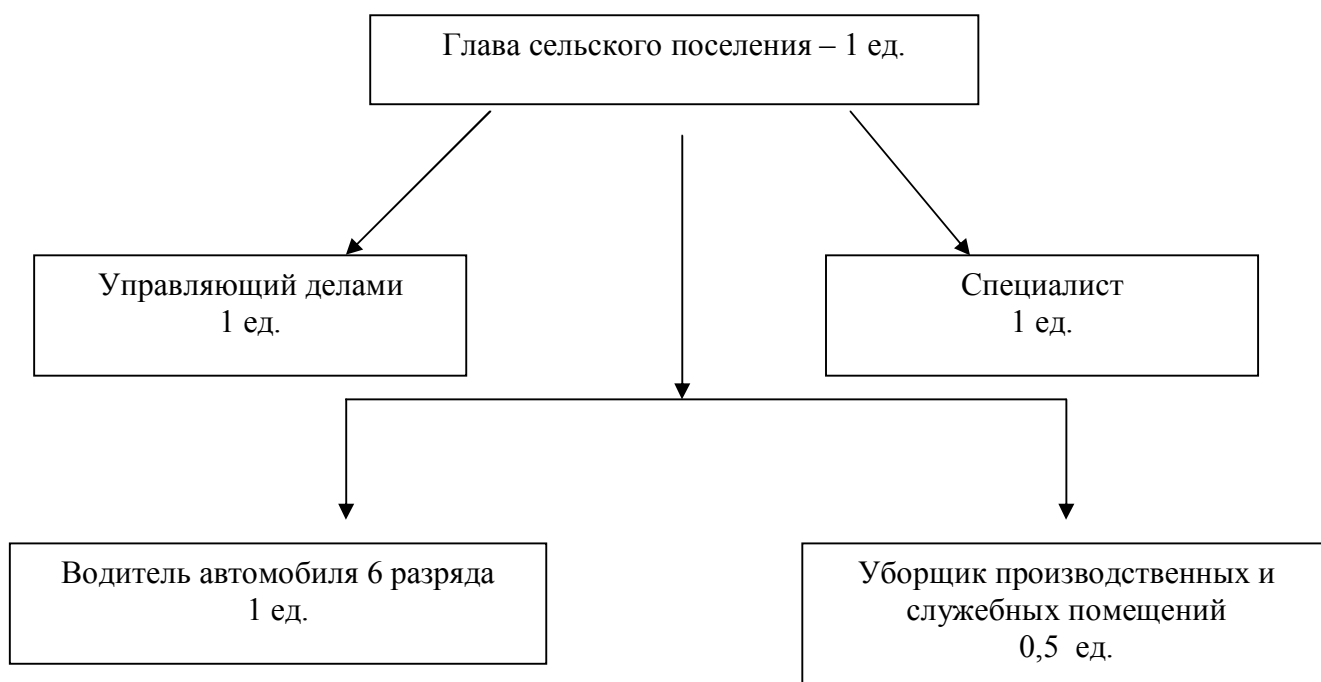 Глава сельского поселения – 1 ед.
Управляющий делами
1 ед.
Специалист
1 ед.
Водитель автомобиля 6 разряда
1 ед.
Уборщик производственных и
служебных помещений
0,5 ед.